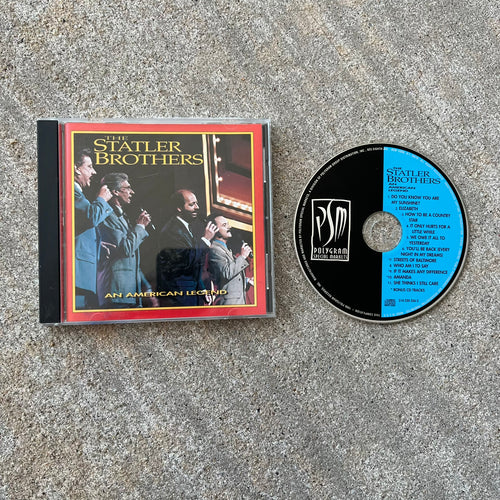 THE
STATLER
BROTHERS
AN AMERICAN LEGEND
PSM
POLYGRAM
SPECIAL MARKETS
THE
STATLER
BROTHERS
AN
AMERICAN
LEGEND
1. DO YOU KNOW YOU ARE
MY SUNSHINE?
2. ELIZABETH
3. HOW TO BE A COUNTRY
STAR
4. IT ONLY HURTS FOR A
LITTLE WHILE
5. WE OWE IT ALL TO
YESTERDAY
6. YOU'LL BE BACK (EVERY
NIGHT IN MY DREAMS)
7. STREETS OF BALTIMORE
8. WHO AM I TO SAY
9. IF IT MAKES ANY DIFFERENCE
10. AMANDA
11. SHE THINKS I STILL CARE
* BONUS CD TRACKS